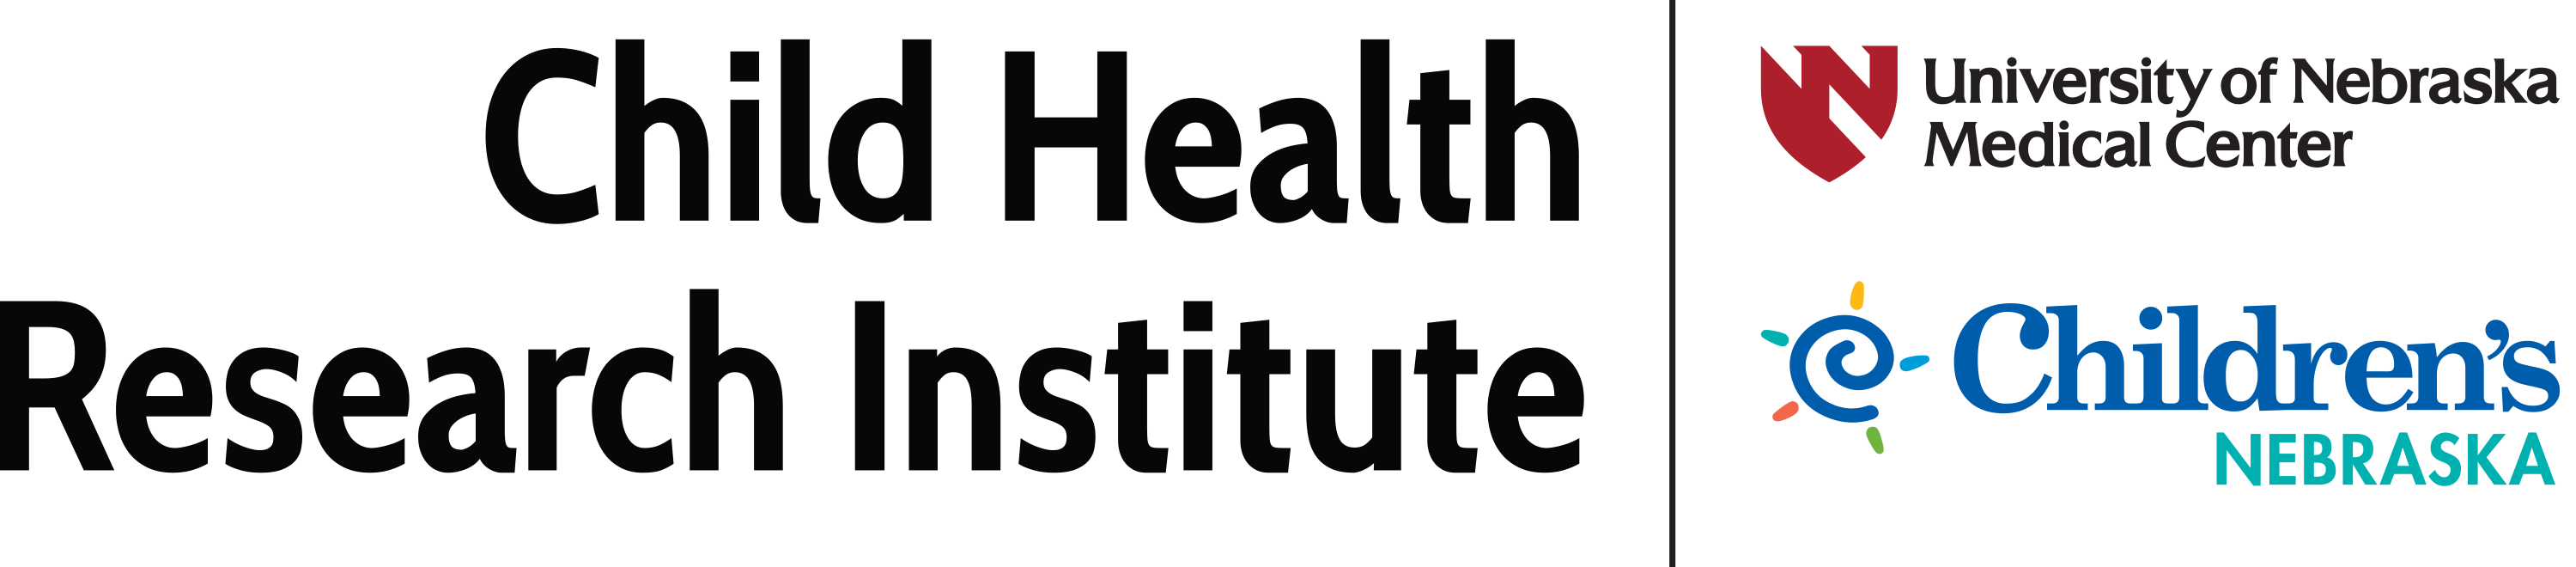 Child Health
Research Institute
University of Nebraska
Medical Center
Children's
NEBRASKA